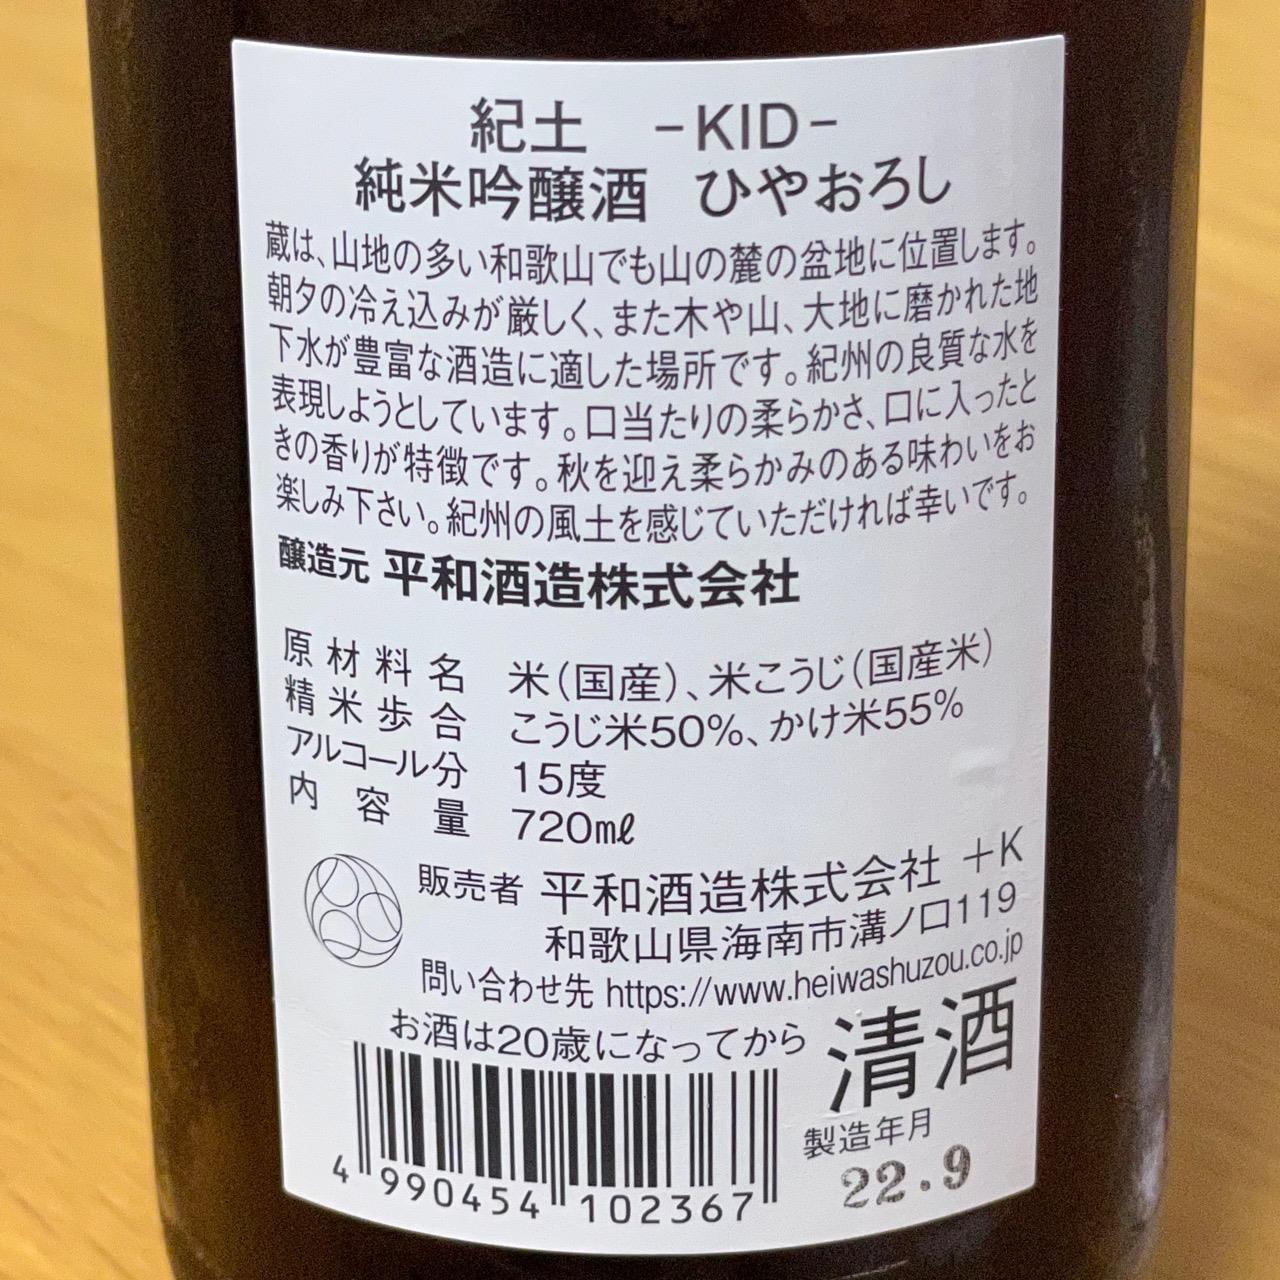 紀土 -KID-
純米吟醸酒 ひやおろし
蔵は、山地の多い和歌山でも山の麓の盆地に位置します。
朝夕の冷え込みが厳しく、また木や山、大地に磨かれた地
下水が豊富な酒造に適した場所です。紀州の良質な水を
表現しようとしています。口当たりの柔らかさ、口に入ったと
きの香りが特徴です。秋を迎え柔らかみのある味わいをお
楽しみ下さい。紀州の風土を感じていただければ幸いです。
醸造元 平和酒造株式会社
原材料名 米(国産)、米こうじ(国産米)
精米歩合 こうじ米50%、かけ米55%
アルコール分 15度
内容量 720mℓ
販売者 平和酒造株式会社 +K
和歌山県海南市溝ノ口119
問い合わせ先 https://www.heiwashuzou.co.jp
お酒は20歳になってから
清酒
製造年月
22.9
4 990454 102367